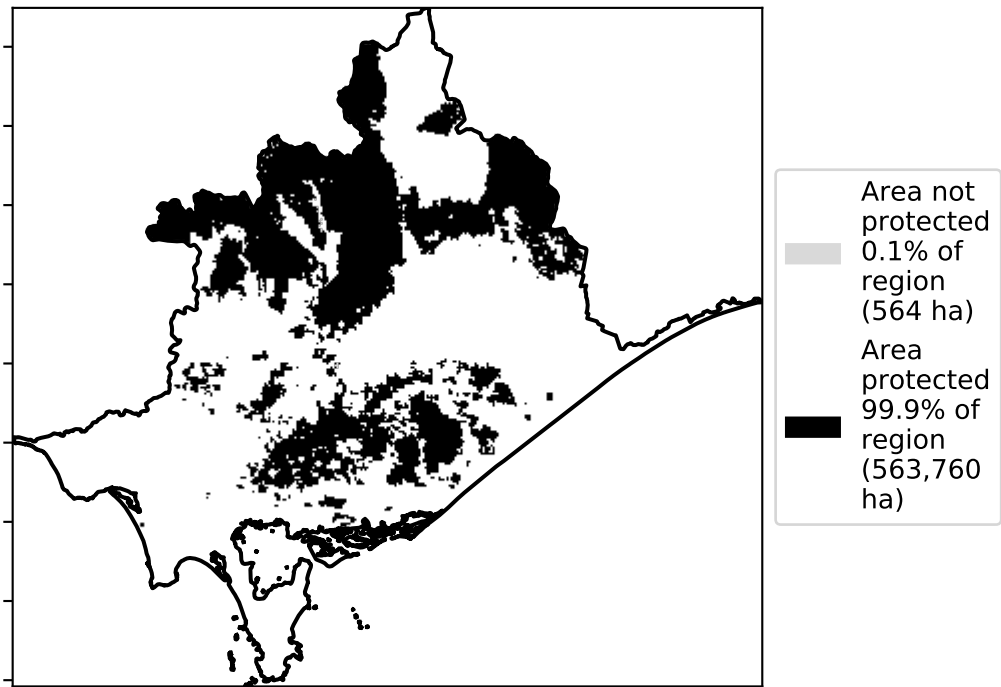 Area not
protected
0.1% of
region
(564 ha)
Area
protected
99.9% of
region
(563,760
ha)